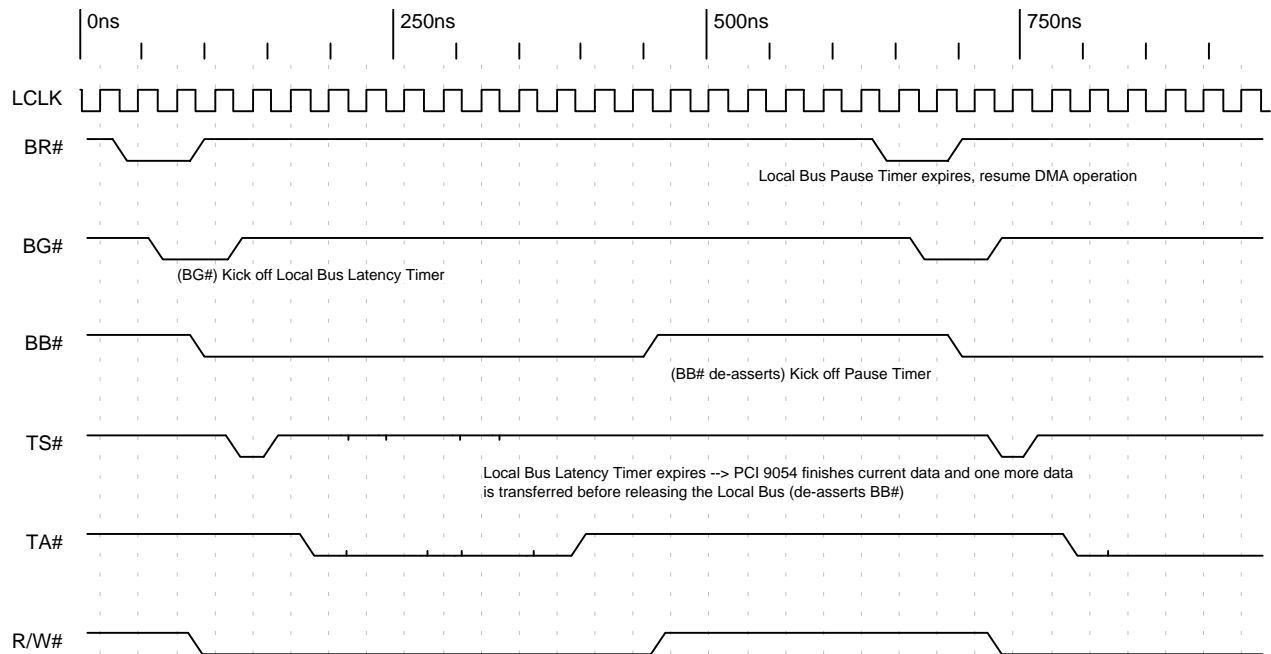 0ns 250ns 500ns 750ns
LCLK
BR#
Local Bus Pause Timer expires, resume DMA operation
BG#
(BG#) Kick off Local Bus Latency Timer
BB#
(BB# de-asserts) Kick off Pause Timer
TS#
Local Bus Latency Timer expires --> PCI 9054 finishes current data and one more data
is transferred before releasing the Local Bus (de-asserts BB#)
TA#
R/W#